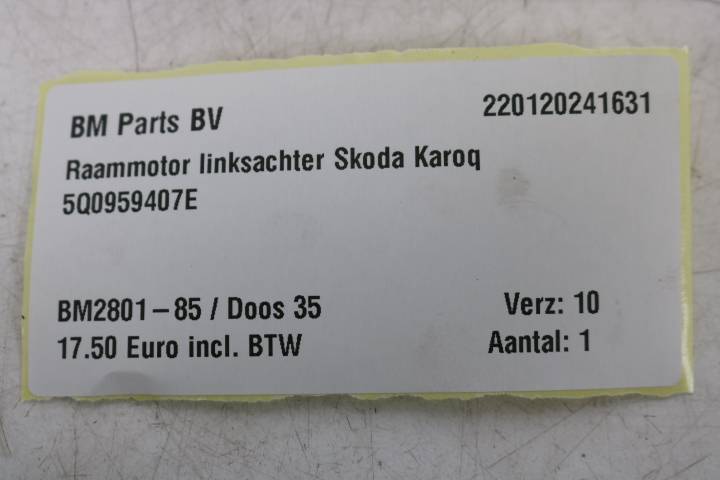 BM Parts BV
220120241631
Raammotor linksachter Skoda Karoq
5Q0959407E
BM2801-85 / Doos 35
Verz: 10
17.50 Euro incl. BTW
Aantal: 1